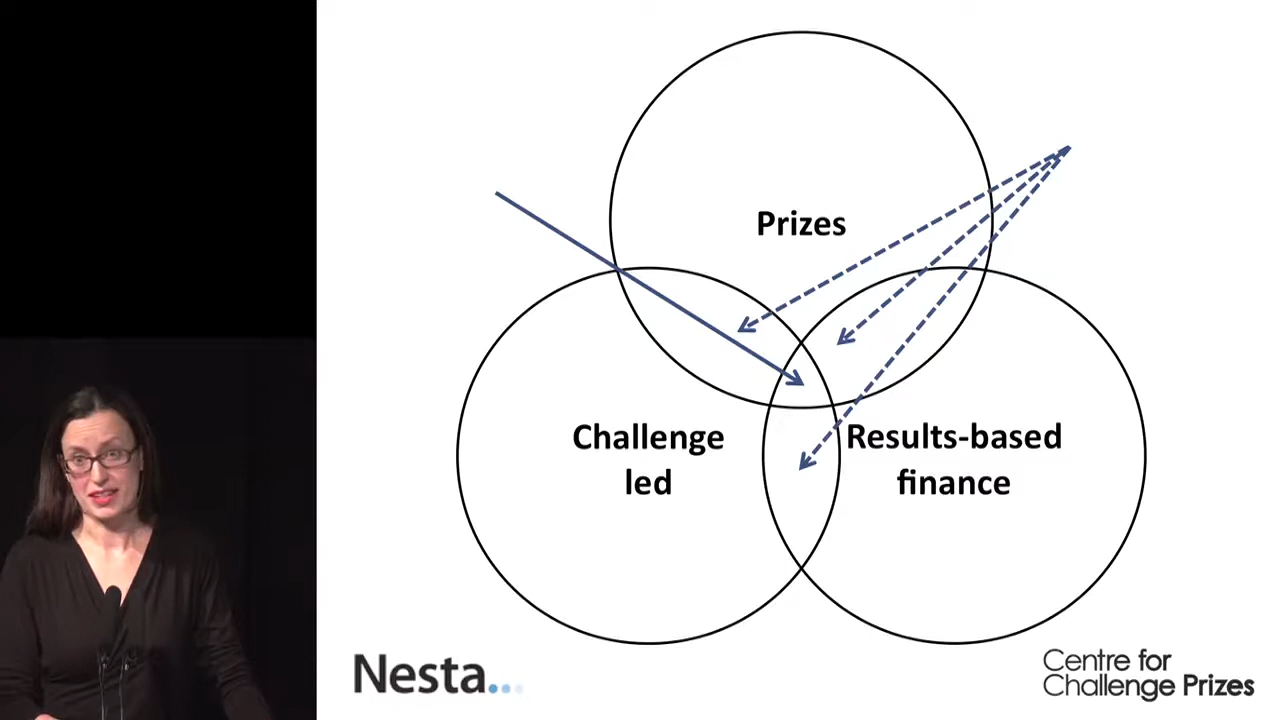 Prizes
Challenge
led
Results-based
finance
Nesta...
Centre for
Challenge Prizes